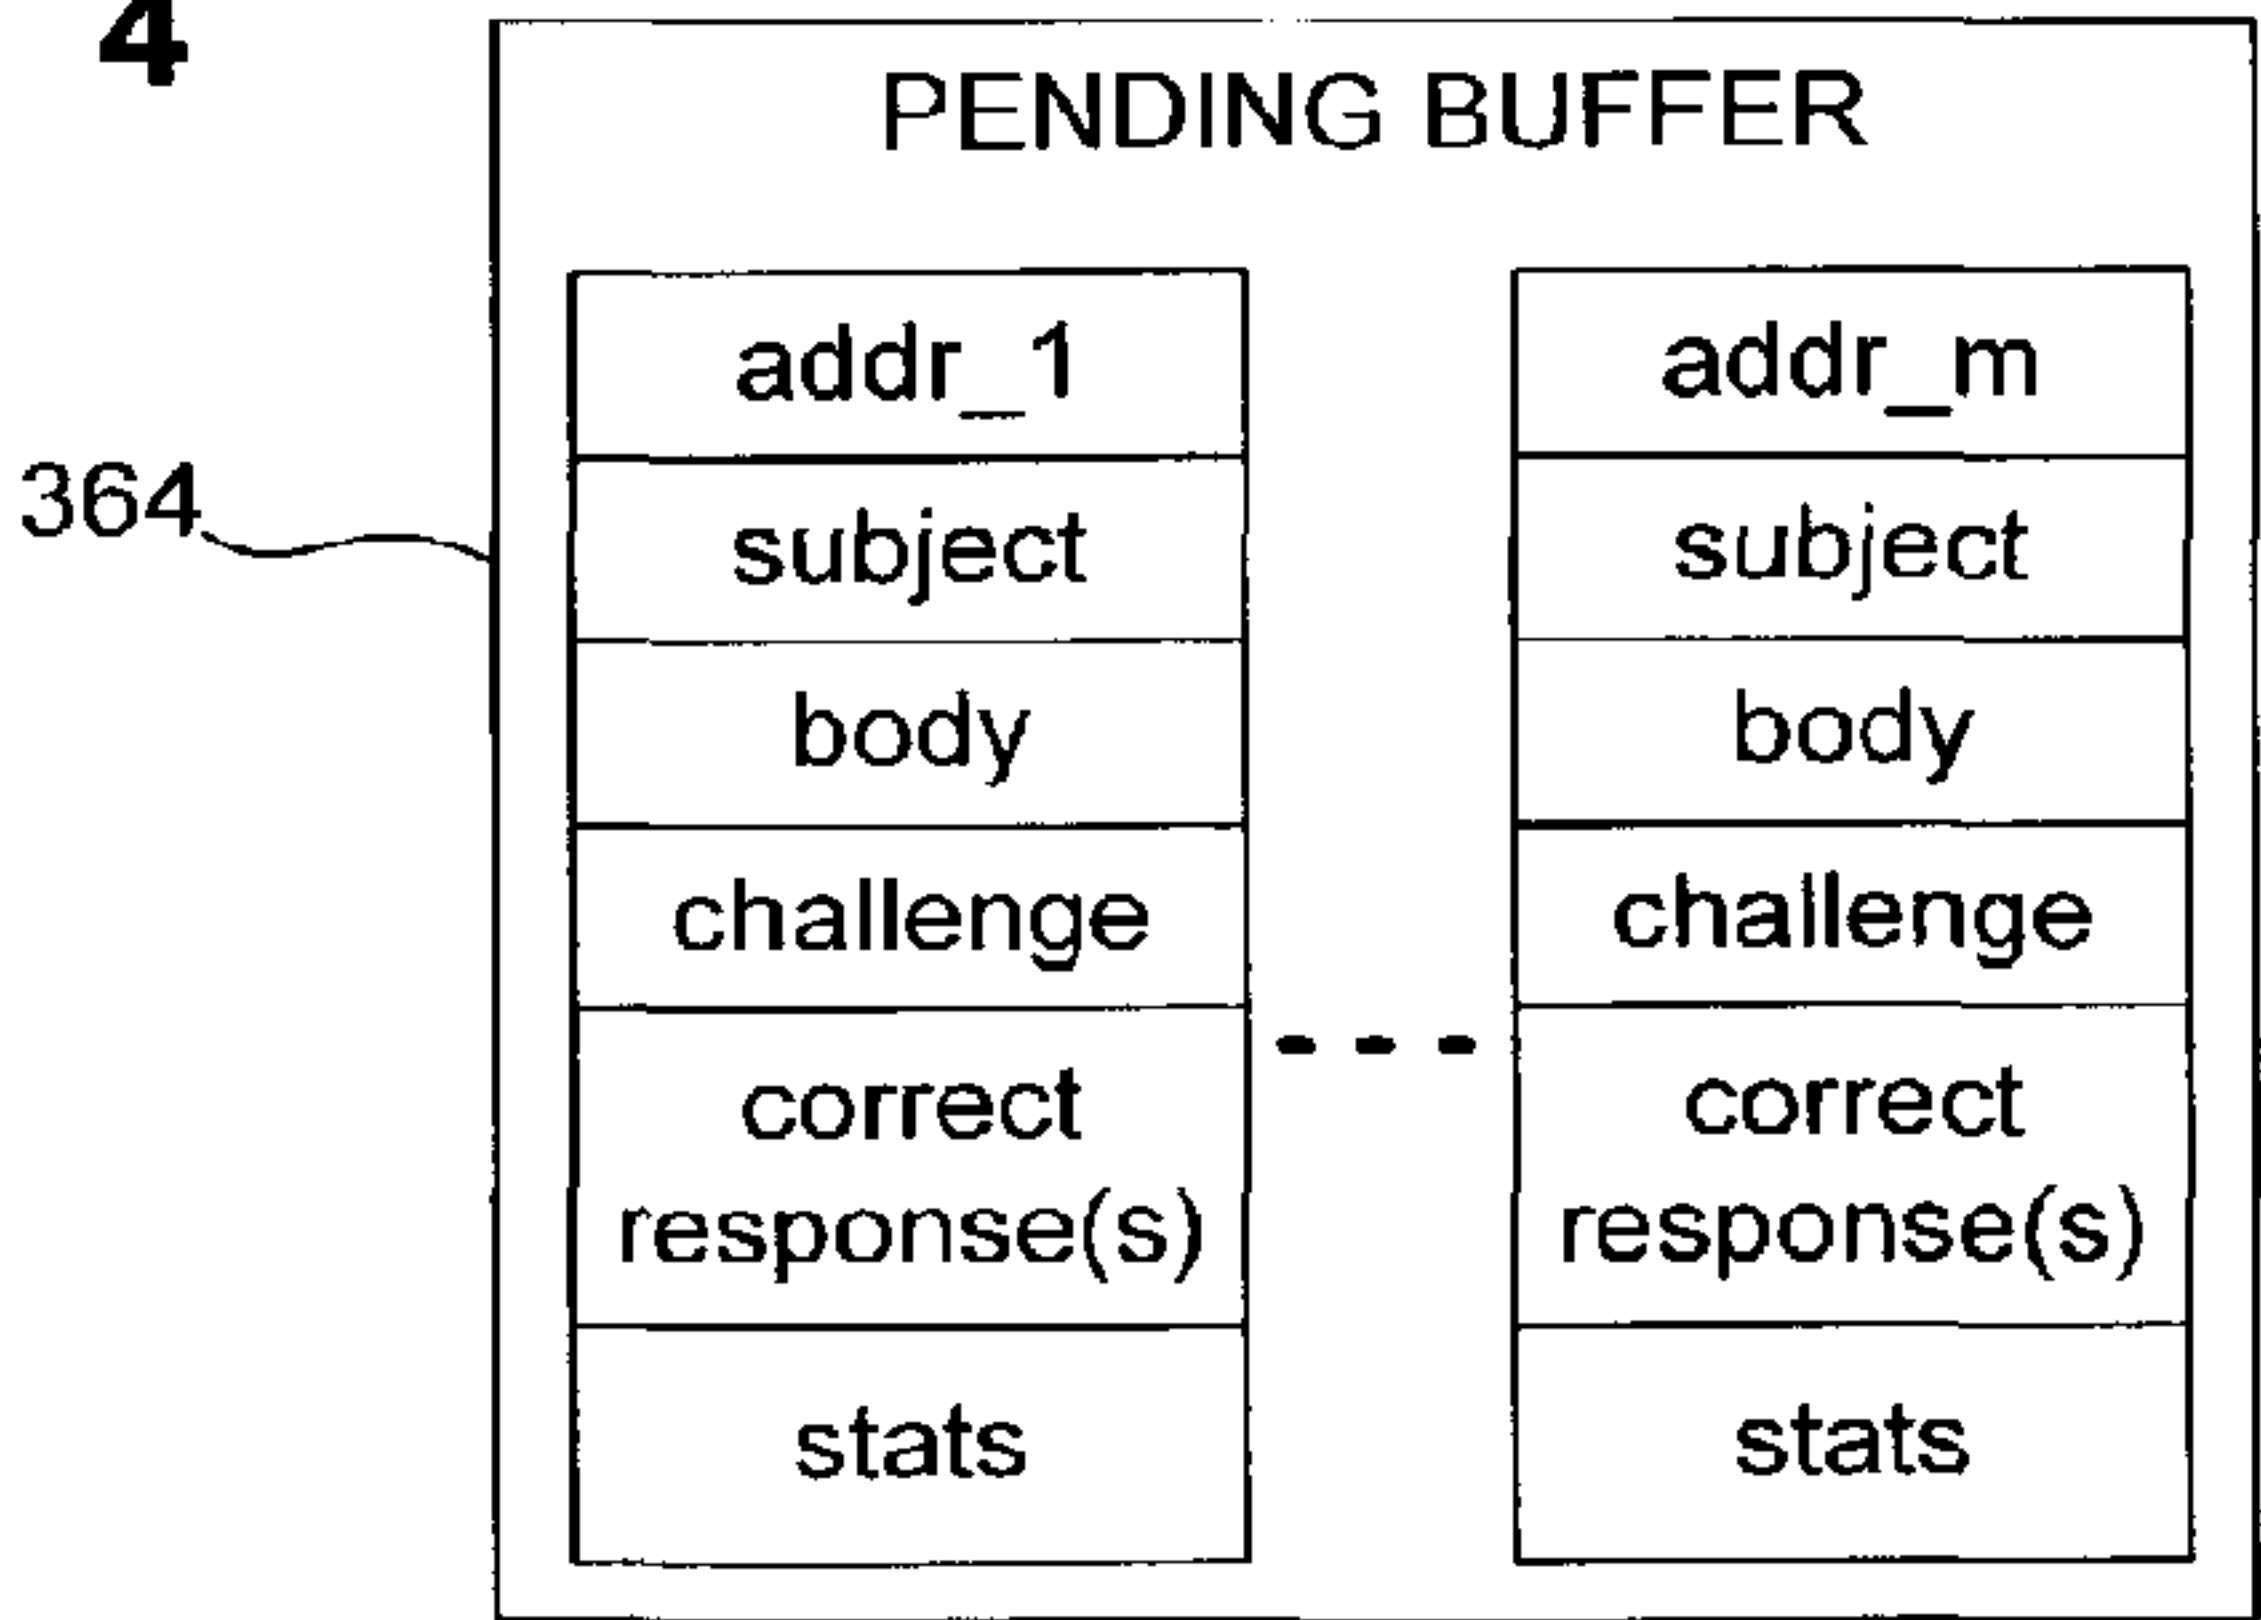 4
PENDING BUFFER
addr_1
subject
body
challenge
correct
response(s)
stats
addr_m
subject
body
challenge
correct
response(s)
stats
364